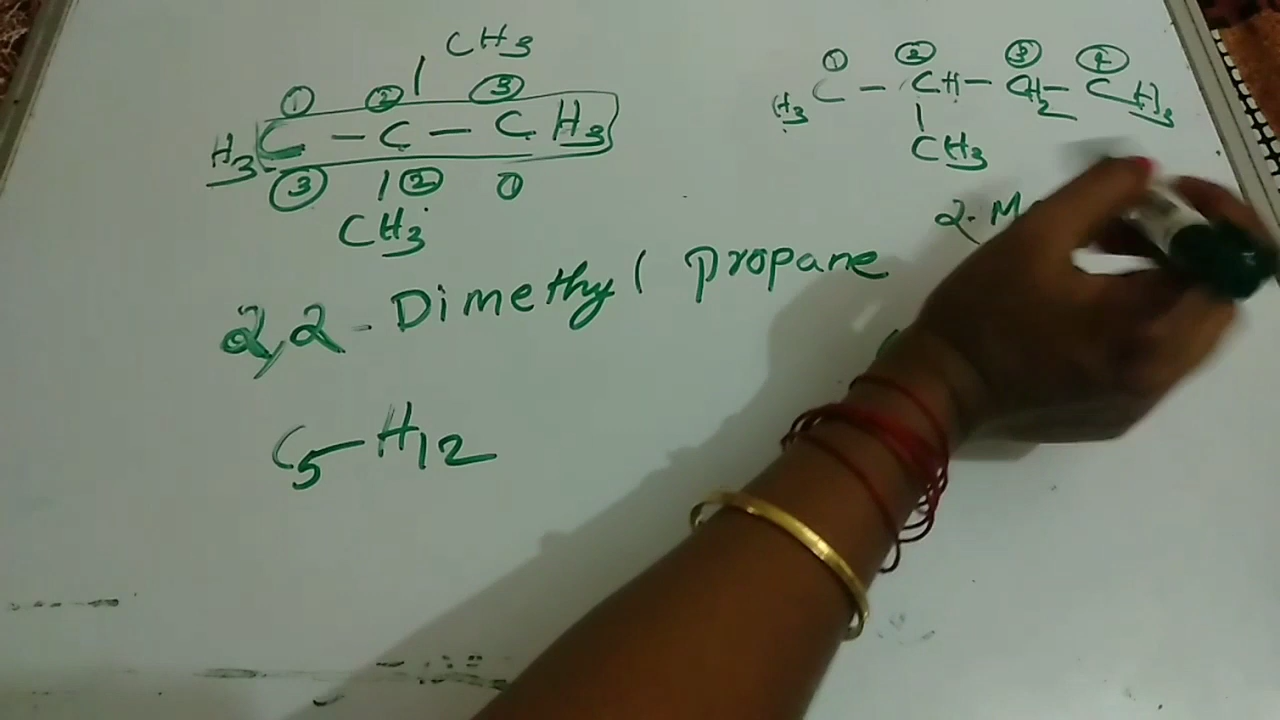 CH3
① ② ③
H3C - C - CH3
③ ② ①
CH3
2,2-Dimethyl propane
C5H12
① ② ③ ④
H3C - CH - CH2 - CH3
CH3
2-M